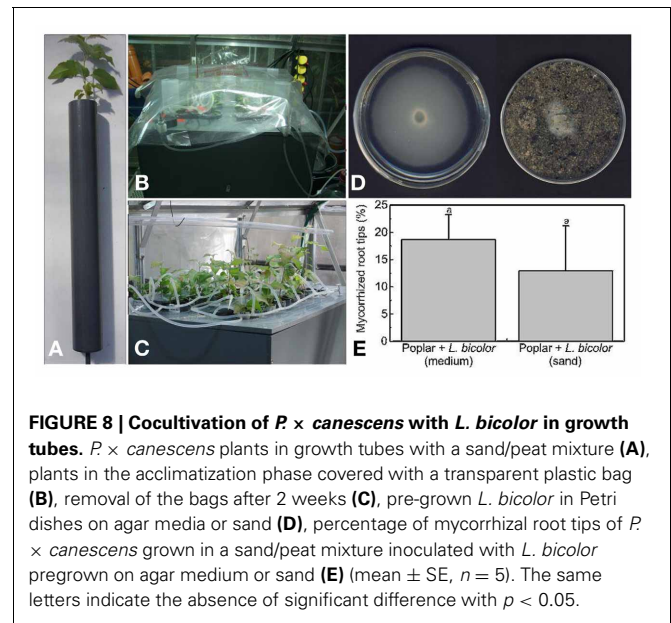 A
B
C
D
25
20
15
10
5
0
Mycorrhized root tips (%)
a
a
Poplar + L. bicolor
(medium)
Poplar + L. bicolor
(sand)
E
FIGURE 8 | Cocultivation of P. × canescens with L. bicolor in growth
tubes. P. × canescens plants in growth tubes with a sand/peat mixture (A),
plants in the acclimatization phase covered with a transparent plastic bag
(B), removal of the bags after 2 weeks (C), pre-grown L. bicolor in Petri
dishes on agar media or sand (D), percentage of mycorrhizal root tips of P.
× canescens grown in a sand/peat mixture inoculated with L. bicolor
pregrown on agar medium or sand (E) (mean ± SE, n = 5). The same
letters indicate the absence of significant difference with p < 0.05.